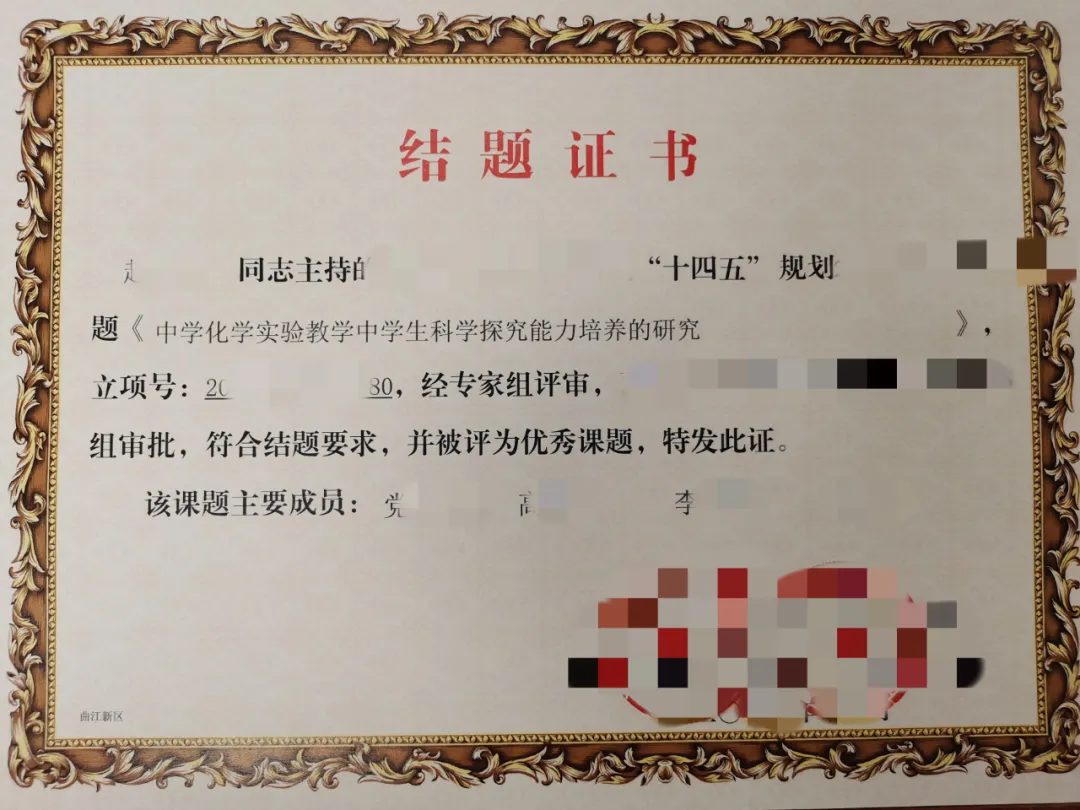 结题证书
同志主持的 “十四五”规划
题《中学化学实验教学中学生科学探究能力培养的研究》，
立项号：20 80，经专家组评审，
组审批，符合结题要求，并被评为优秀课题，特发此证。
该课题主要成员：党 高 李
曲江新区